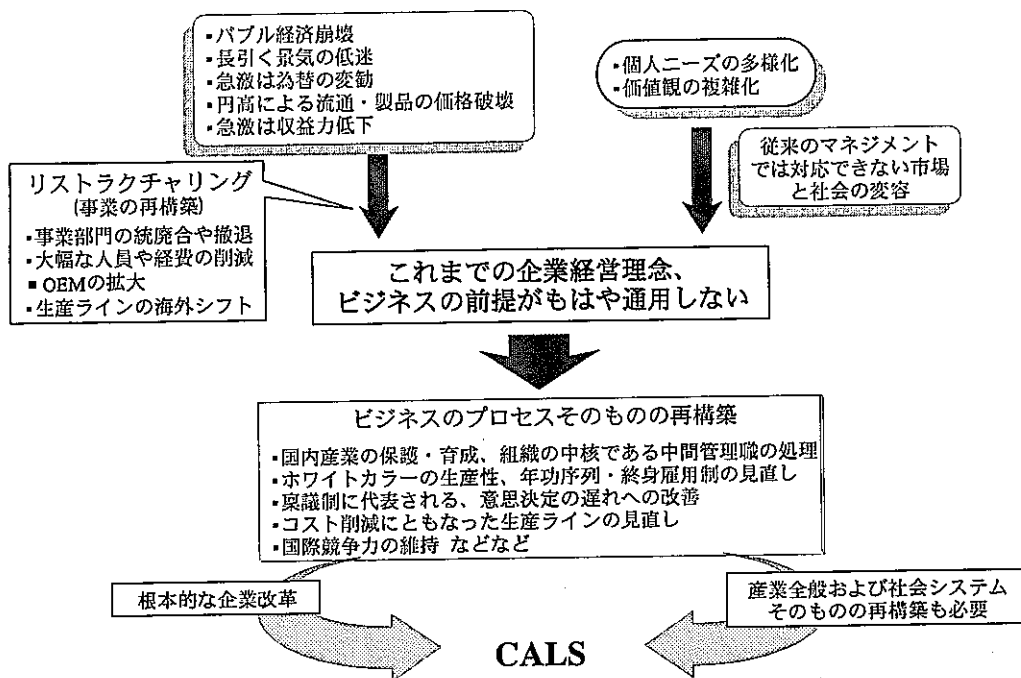 ▪バブル経済崩壊
▪長引く景気の低迷
▪急激は為替の変動
▪円高による流通・製品の価格破壊
▪急激は収益力低下
▪個人ニーズの多様化
▪価値観の複雑化
従来のマネジメント
では対応できない市場
と社会の変容
リストラクチャリング
(事業の再構築)
▪事業部門の統廃合や撤退
▪大幅な人員や経費の削減
■OEMの拡大
▪生産ラインの海外シフト
これまでの企業経営理念、
ビジネスの前提がもはや通用しない
ビジネスのプロセスそのものの再構築
▪国内産業の保護・育成、組織の中核である中間管理職の処理
▪ホワイトカラーの生産性、年功序列・終身雇用制の見直し
▪稟議制に代表される、意思決定の遅れへの改善
▪コスト削減にともなった生産ラインの見直し
▪国際競争力の維持 などなど
根本的な企業改革
産業全般および社会システム
そのものの再構築も必要
CALS